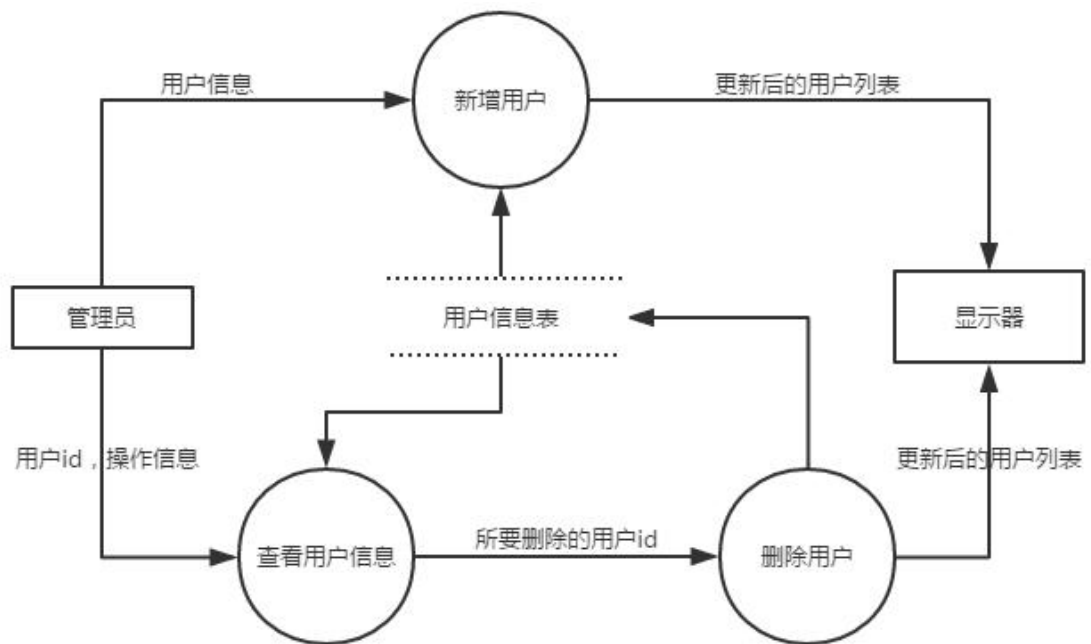 用户信息
更新后的用户列表
新增用户
管理员
用户信息表
显示器
用户id，操作信息
更新后的用户列表
查看用户信息
所要删除的用户id
删除用户